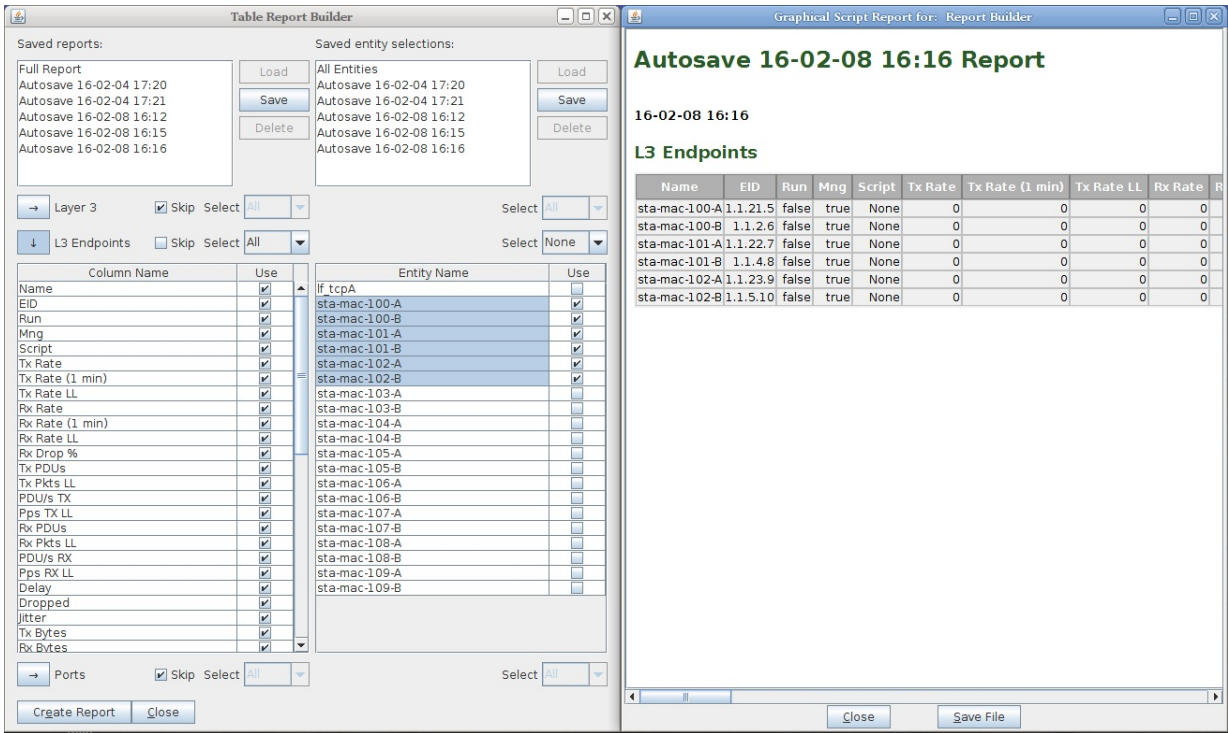 Table Report Builder
Saved reports:
Saved entity selections:
Full Report
Autosave 16-02-04 17:20
Autosave 16-02-04 17:21
Autosave 16-02-08 16:12
Autosave 16-02-08 16:15
Autosave 16-02-08 16:16
Load
Save
Delete
All Entities
Autosave 16-02-04 17:20
Autosave 16-02-04 17:21
Autosave 16-02-08 16:12
Autosave 16-02-08 16:15
Autosave 16-02-08 16:16
Load
Save
Delete
→ Layer 3 Skip Select All Select All
↓ L3 Endpoints Skip Select All Select None
Column Name Use
Name
EID
Run
Mng
Script
Tx Rate
Tx Rate (1 min)
Tx Rate LL
Rx Rate
Rx Rate (1 min)
Rx Rate LL
Rx Drop %
Tx PDUs
Tx Pkts LL
PDU/s TX
Pps TX LL
Rx PDUs
Rx Pkts LL
PDU/s RX
Pps RX LL
Delay
Dropped
Jitter
Tx Bytes
Rx Bytes
Entity Name Use
lf_tcpA
sta-mac-100-A
sta-mac-100-B
sta-mac-101-A
sta-mac-101-B
sta-mac-102-A
sta-mac-102-B
sta-mac-103-A
sta-mac-103-B
sta-mac-104-A
sta-mac-104-B
sta-mac-105-A
sta-mac-105-B
sta-mac-106-A
sta-mac-106-B
sta-mac-107-A
sta-mac-107-B
sta-mac-108-A
sta-mac-108-B
sta-mac-109-A
sta-mac-109-B
→ Ports Skip Select All Select All
Create Report Close
Graphical Script Report for: Report Builder
Autosave 16-02-08 16:16 Report
16-02-08 16:16
L3 Endpoints
Name EID Run Mng Script Tx Rate Tx Rate (1 min) Tx Rate LL Rx Rate R
sta-mac-100-A 1.1.21.5 false true None 0 0 0 0
sta-mac-100-B 1.1.2.6 false true None 0 0 0 0
sta-mac-101-A 1.1.22.7 false true None 0 0 0 0
sta-mac-101-B 1.1.4.8 false true None 0 0 0 0
sta-mac-102-A 1.1.23.9 false true None 0 0 0 0
sta-mac-102-B 1.1.5.10 false true None 0 0 0 0
Close Save File